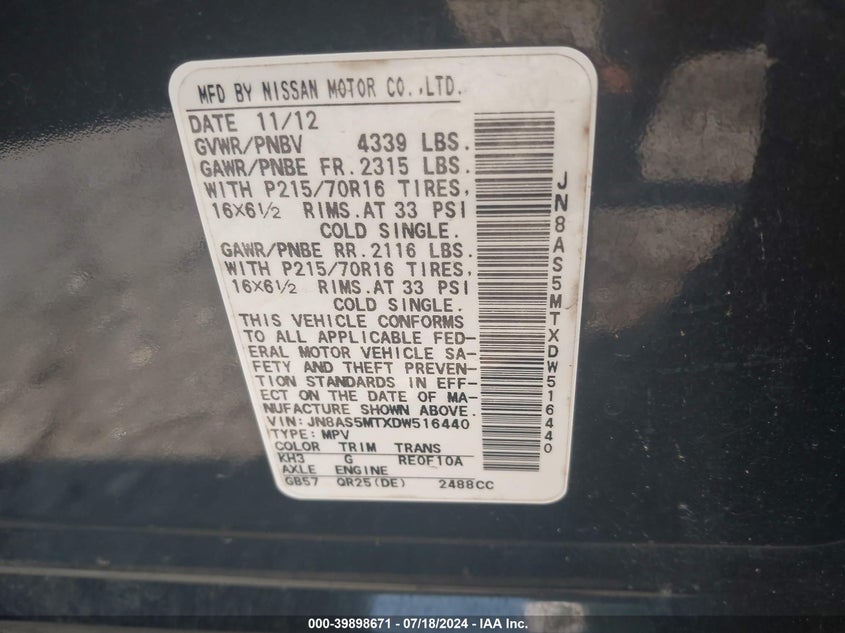 MFD BY NISSAN MOTOR CO.,LTD.
DATE 11/12
GVWR/PNBV 4339 LBS.
GAWR/PNBE FR.2315 LBS.
WITH P215/70R16 TIRES,
16X6½ RIMS.AT 33 PSI
COLD SINGLE.
GAWR/PNBE RR.2116 LBS.
WITH P215/70R16 TIRES,
16X6½ RIMS.AT 33 PSI
COLD SINGLE.
THIS VEHICLE CONFORMS
TO ALL APPLICABLE FED-
ERAL MOTOR VEHICLE SA-
FETY AND THEFT PREVEN-
TION STANDARDS IN EFF-
ECT ON THE DATE OF MA-
NUFACTURE SHOWN ABOVE.
VIN:JN8AS5MTXDW516440
TYPE:MPV
COLOR TRIM TRANS
KH3 G RE0F10A
AXLE ENGINE
GB57 QR25(DE) 2488CC
JN8AS5MTXDW516440
000-39898671 - 07/18/2024 - IAA Inc.